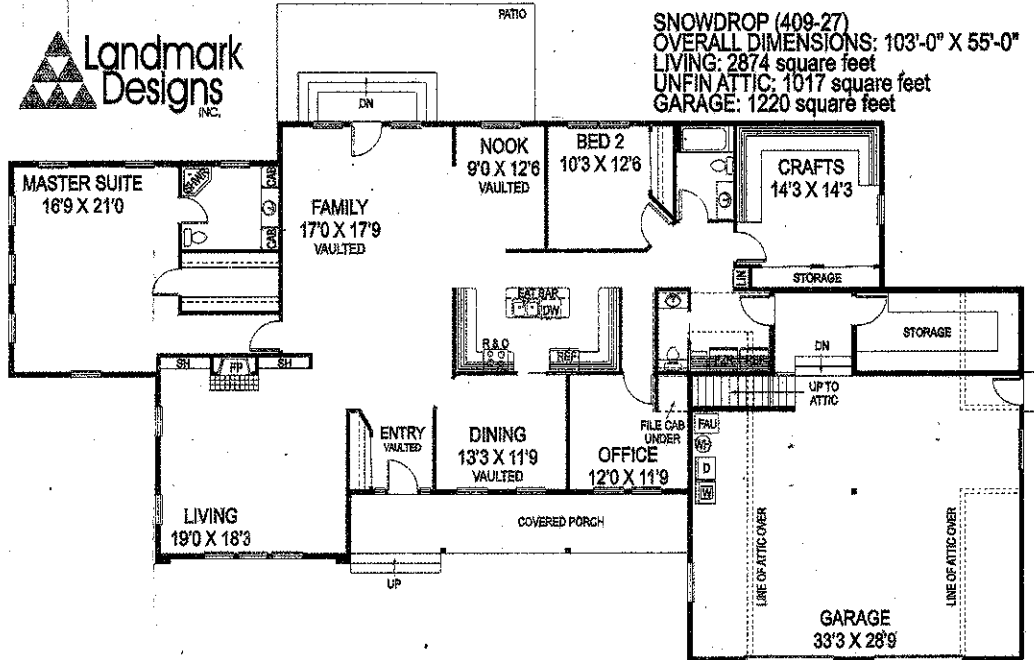 Landmark
Designs
INC.
SNOWDROP (409-27)
OVERALL DIMENSIONS: 103'-0" X 55'-0"
LIVING: 2874 square feet
UNFIN ATTIC: 1017 square feet
GARAGE: 1220 square feet
PATIO
DN
MASTER SUITE
16'9 X 21'0
SHWR
CAB
CAB
FAMILY
17'0 X 17'9
VAULTED
NOOK
9'0 X 12'6
VAULTED
BED 2
10'3 X 12'6
CRAFTS
14'3 X 14'3
LIN
STORAGE
EAT BAR
DW
R & O
REF
STORAGE
DN
SH
FP
SH
UP TO
ATTIC
FILE CAB
UNDER
ENTRY
VAULTED
DINING
13'3 X 11'9
VAULTED
OFFICE
12'0 X 11'9
FAU
WH
D
W
LIVING
19'0 X 18'3
COVERED PORCH
UP
LINE OF ATTIC OVER
LINE OF ATTIC OVER
GARAGE
33'3 X 28'9